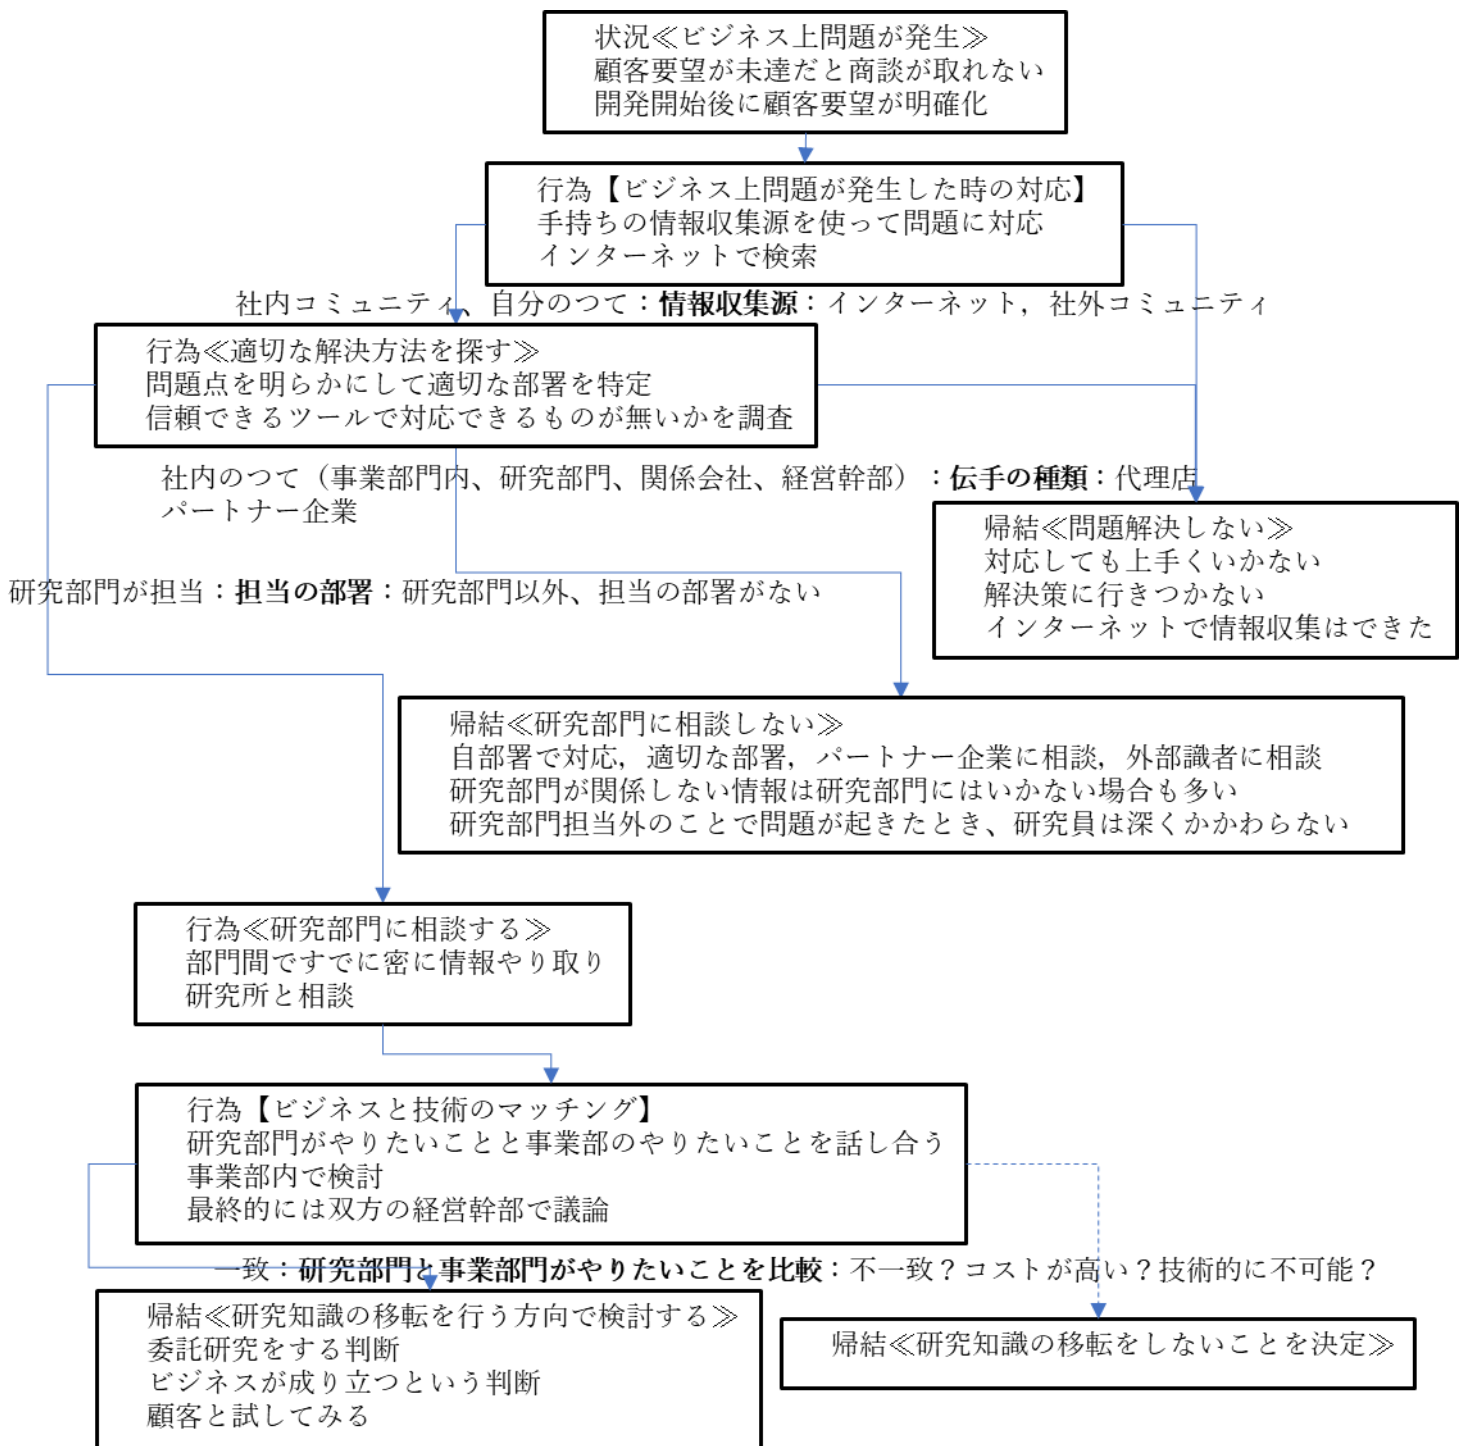 状況≪ビジネス上問題が発生≫
顧客要望が未達だと商談が取れない
開発開始後に顧客要望が明確化
行為【ビジネス上問題が発生した時の対応】
手持ちの情報収集源を使って問題に対応
インターネットで検索
社内コミュニティ、自分のつて：情報収集源：インターネット，社外コミュニティ
行為≪適切な解決方法を探す≫
問題点を明らかにして適切な部署を特定
信頼できるツールで対応できるものが無いかを調査
社内のつて（事業部門内、研究部門、関係会社、経営幹部）：伝手の種類：代理店
パートナー企業
帰結≪問題解決しない≫
対応しても上手くいかない
解決策に行きつかない
インターネットで情報収集はできた
研究部門が担当：担当の部署：研究部門以外、担当の部署がない
帰結≪研究部門に相談しない≫
自部署で対応，適切な部署，パートナー企業に相談，外部識者に相談
研究部門が関係しない情報は研究部門にはいかない場合も多い
研究部門担当外のことで問題が起きたとき、研究員は深くかかわらない
行為≪研究部門に相談する≫
部門間ですでに密に情報やり取り
研究所と相談
行為【ビジネスと技術のマッチング】
研究部門がやりたいことと事業部のやりたいことを話し合う
事業部内で検討
最終的には双方の経営幹部で議論
一致：研究部門と事業部門がやりたいことを比較：不一致？コストが高い？技術的に不可能？
帰結≪研究知識の移転を行う方向で検討する≫
委託研究をする判断
ビジネスが成り立つという判断
顧客と試してみる
帰結≪研究知識の移転をしないことを決定≫